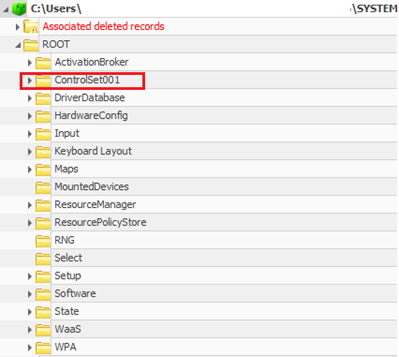 C:\Users\ \SYSTEM
Associated deleted records
ROOT
ActivationBroker
ControlSet001
DriverDatabase
HardwareConfig
Input
Keyboard Layout
Maps
MountedDevices
ResourceManager
ResourcePolicyStore
RNG
Select
Setup
Software
State
WaaS
WPA